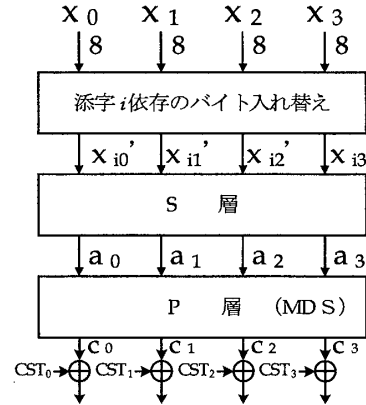 x 0 x 1 x 2 x 3
8 8 8 8
添字 i 依存のバイト入れ替え
x i0' x i1' x i2' x i3
S 層
a 0 a 1 a 2 a 3
P 層 (MDS)
c 0 c 1 c 2 c 3
CST0 CST1 CST2 CST3